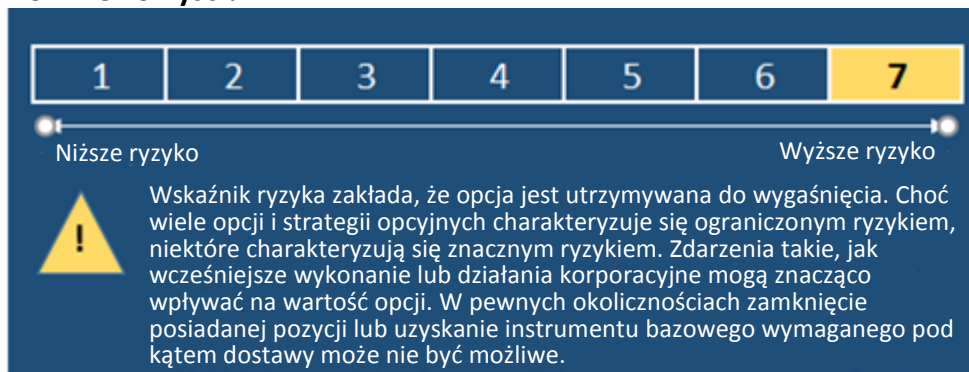 1 2 3 4 5 6 7
Niższe ryzyko Wyższe ryzyko
! Wskaźnik ryzyka zakłada, że opcja jest utrzymywana do wygaśnięcia. Choć
wiele opcji i strategii opcyjnych charakteryzuje się ograniczonym ryzykiem,
niektóre charakteryzują się znacznym ryzykiem. Zdarzenia takie, jak
wcześniejsze wykonanie lub działania korporacyjne mogą znacząco
wpływać na wartość opcji. W pewnych okolicznościach zamknięcie
posiadanej pozycji lub uzyskanie instrumentu bazowego wymaganego pod
kątem dostawy może nie być możliwe.